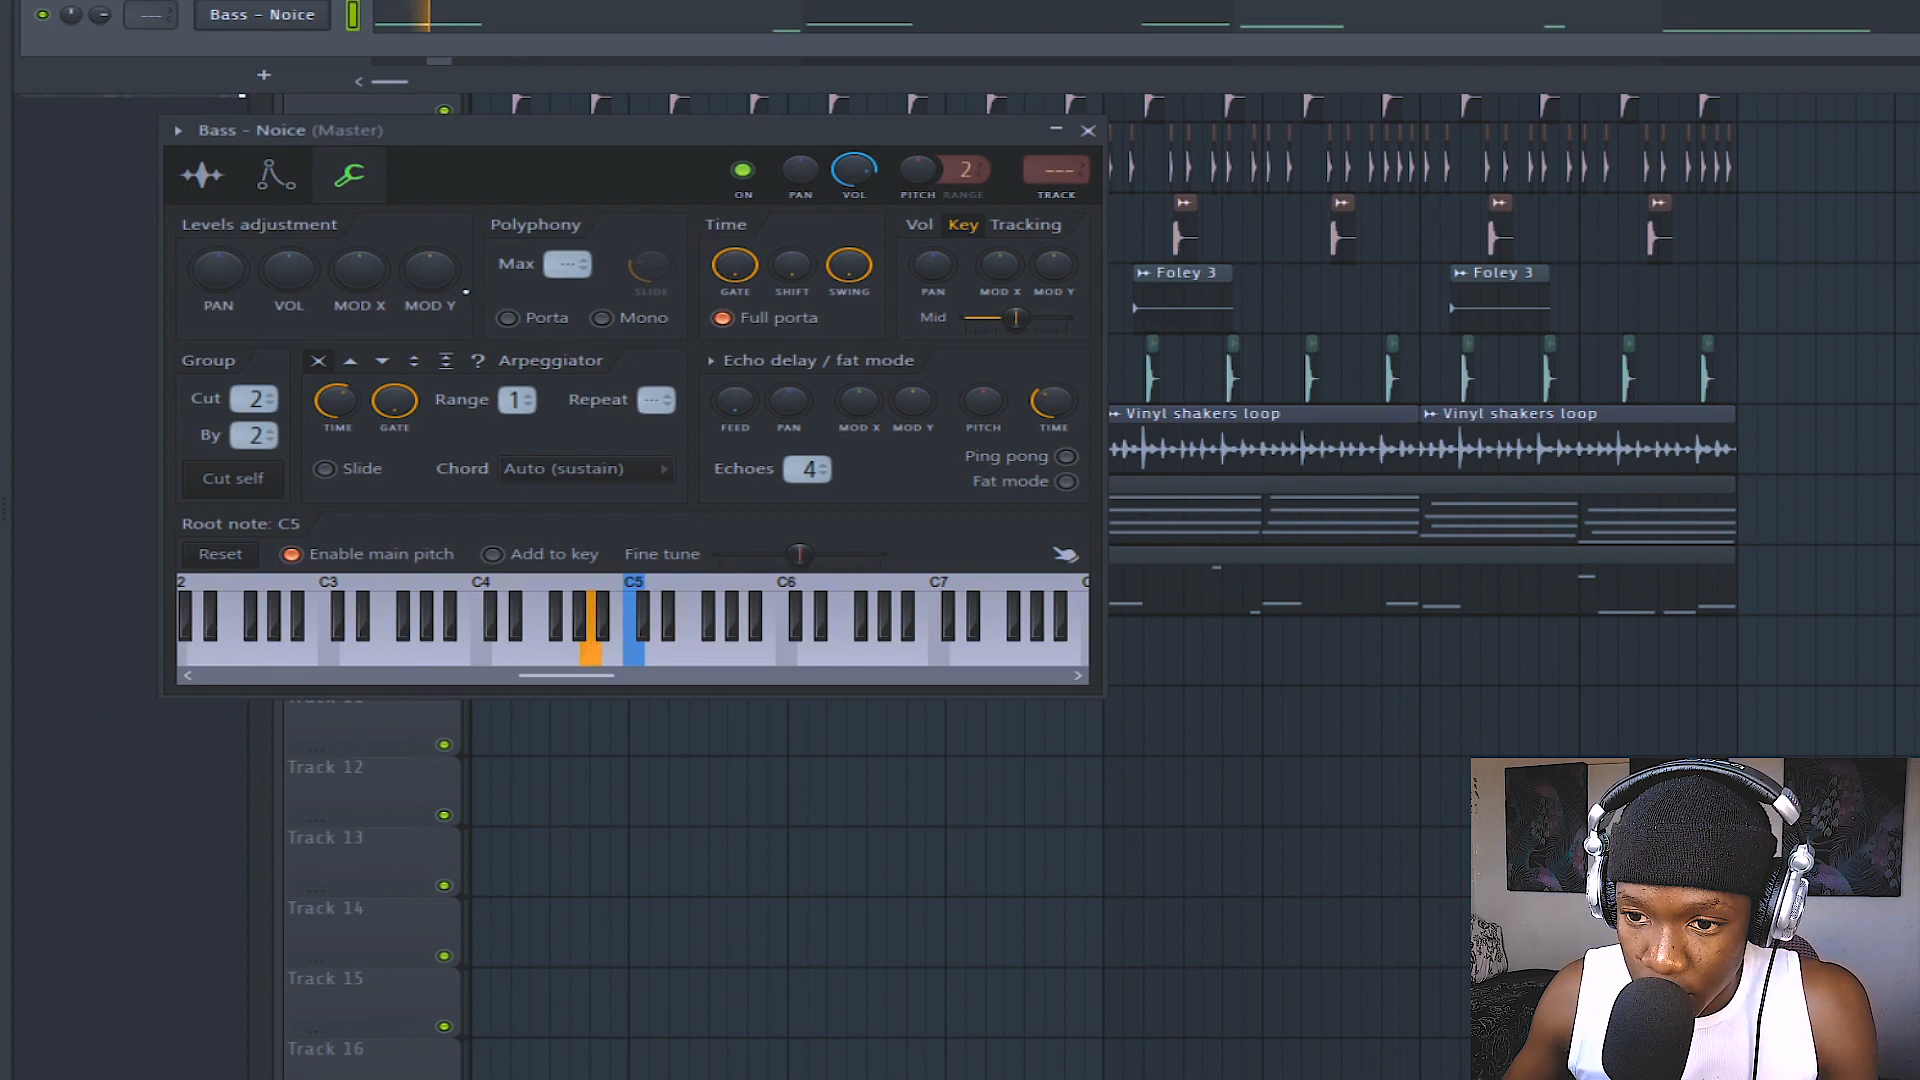 --- Bass - Noice
Bass - Noice (Master)
ON PAN VOL PITCH 2 RANGE --- TRACK
Levels adjustment
PAN VOL MOD X MOD Y
Polyphony
Max --- SLIDE
Porta Mono
Time
GATE SHIFT SWING
Full porta
Vol Key Tracking
PAN MOD X MOD Y
Mid
Group
Cut 2
By 2
Cut self
? Arpeggiator
TIME GATE Range 1 Repeat ---
Slide Chord Auto (sustain)
Echo delay / fat mode
FEED PAN MOD X MOD Y PITCH TIME
Echoes 4
Ping pong
Fat mode
Root note: C5
Reset Enable main pitch Add to key Fine tune
2 C3 C4 C5 C6 C7
Foley 3 Foley 3
Vinyl shakers loop Vinyl shakers loop
Track 12
Track 13
Track 14
Track 15
Track 16